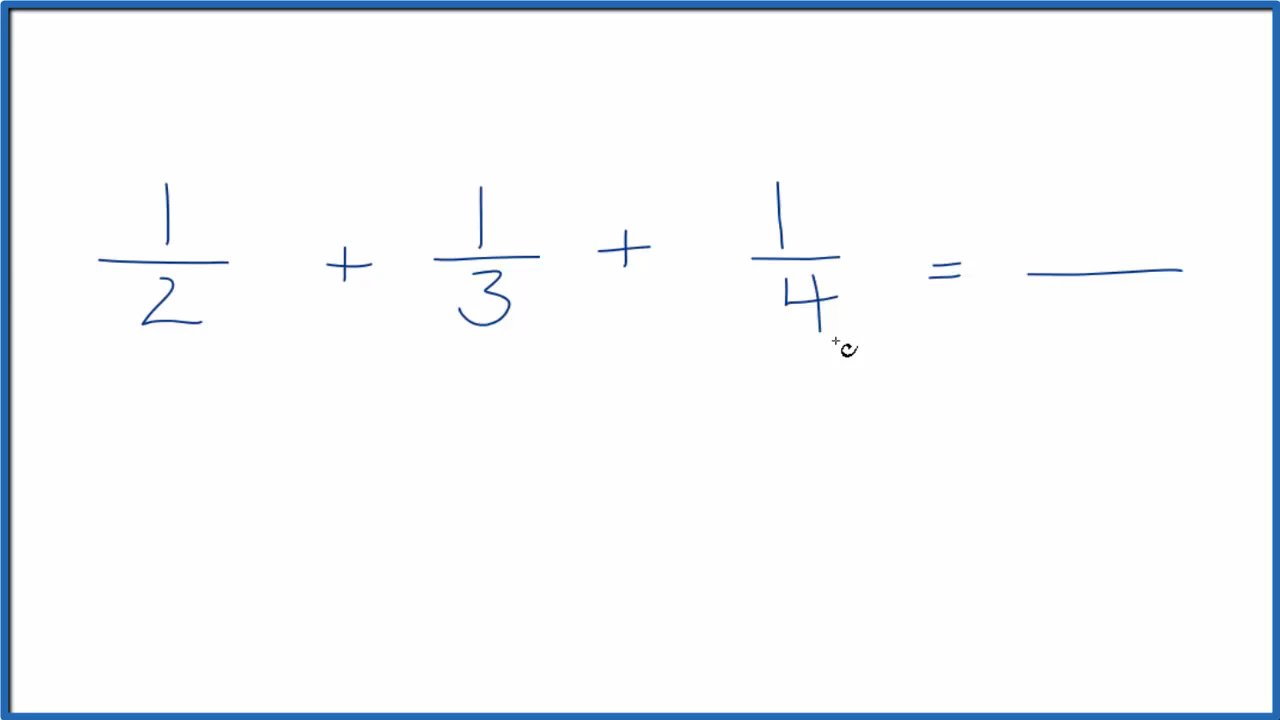 1/2 + 1/3 + 1/4 = ―